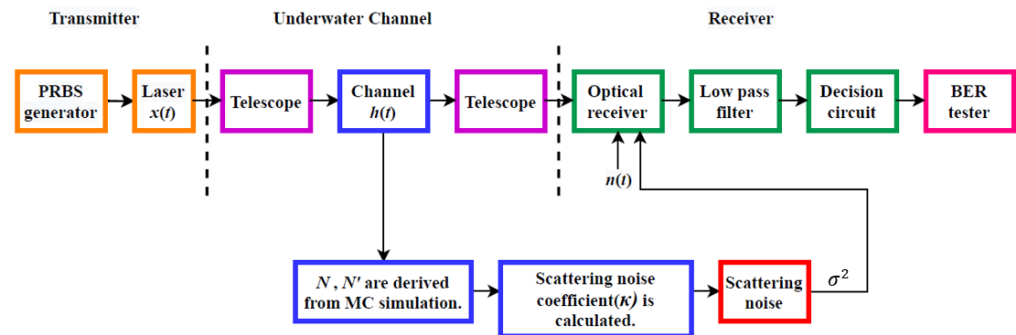 Transmitter
Underwater Channel
Receiver
PRBS
generator
Laser
x(t)
Telescope
Channel
h(t)
Telescope
Optical
receiver
Low pass
filter
Decision
circuit
BER
tester
n(t)
N , N′ are derived
from MC simulation.
Scattering noise
coefficient(κ) is
calculated.
Scattering
noise
σ²